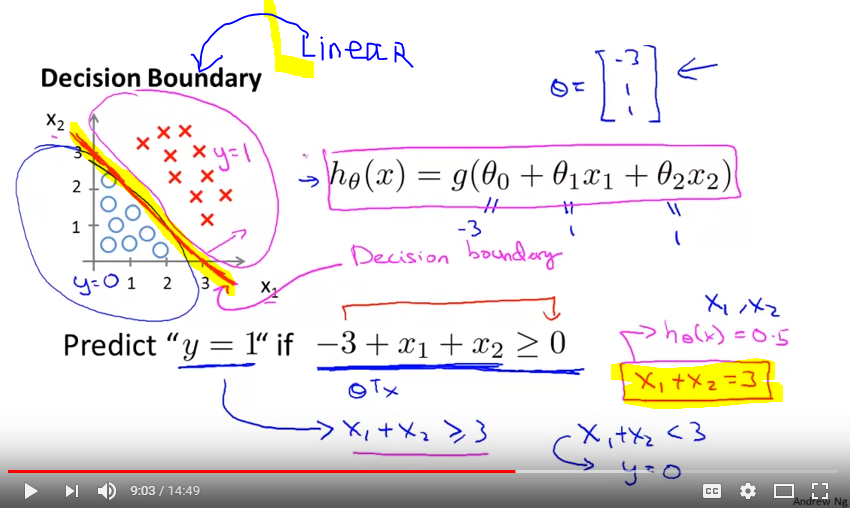 LineaR
Decision Boundary
θ = [-3 1 1]
x₂
3
2
1
y=1
y=0
1 2 3
x₁
h_θ(x) = g(θ₀ + θ₁x₁ + θ₂x₂)
-3 1 1
Decision boundary
x₁, x₂
h_θ(x) = 0.5
x₁ + x₂ = 3
Predict “y = 1“ if −3 + x₁ + x₂ ≥ 0
θᵀx
x₁ + x₂ ≥ 3
x₁ + x₂ < 3
y=0
9:03 / 14:49
CC
Andrew Ng